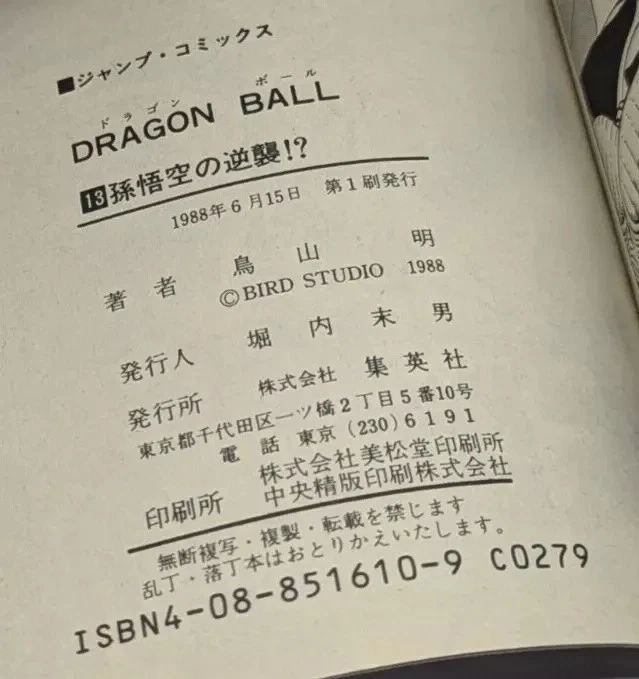 ■ジャンプ・コミックス
ドラゴン ボール
DRAGON BALL
13孫悟空の逆襲!?
1988年6月15日 第1刷発行
著者 鳥山明
©BIRD STUDIO 1988
発行人 堀内末男
発行所 株式会社 集英社
東京都千代田区一ツ橋2丁目5番10号
電話 東京(230)6191
株式会社美松堂印刷所
印刷所 中央精版印刷株式会社
無断複写・複製・転載を禁じます
乱丁・落丁本はおとりかえいたします。
ISBN4-08-851610-9 C0279